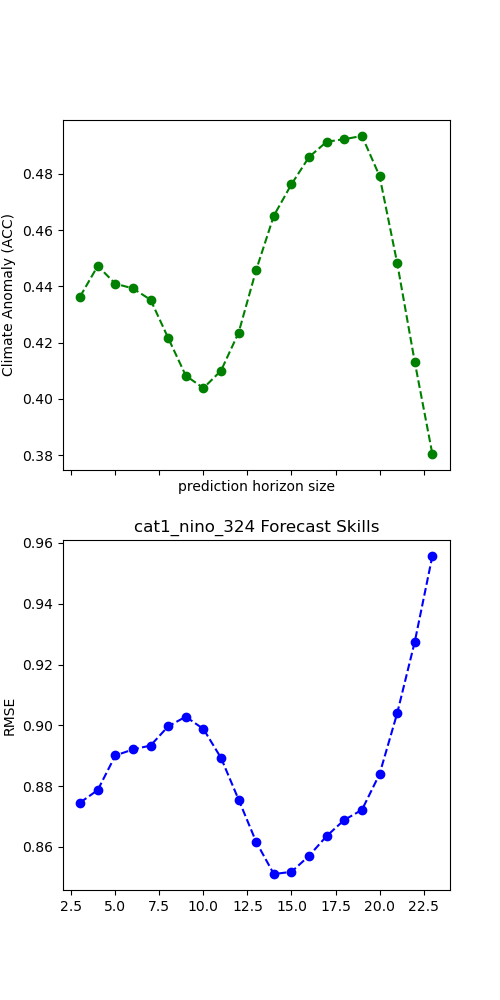 0.48
0.46
0.44
0.42
0.40
0.38
Climate Anomaly (ACC)
prediction horizon size
cat1_nino_324 Forecast Skills
0.96
0.94
0.92
0.90
0.88
0.86
RMSE
2.5 5.0 7.5 10.0 12.5 15.0 17.5 20.0 22.5